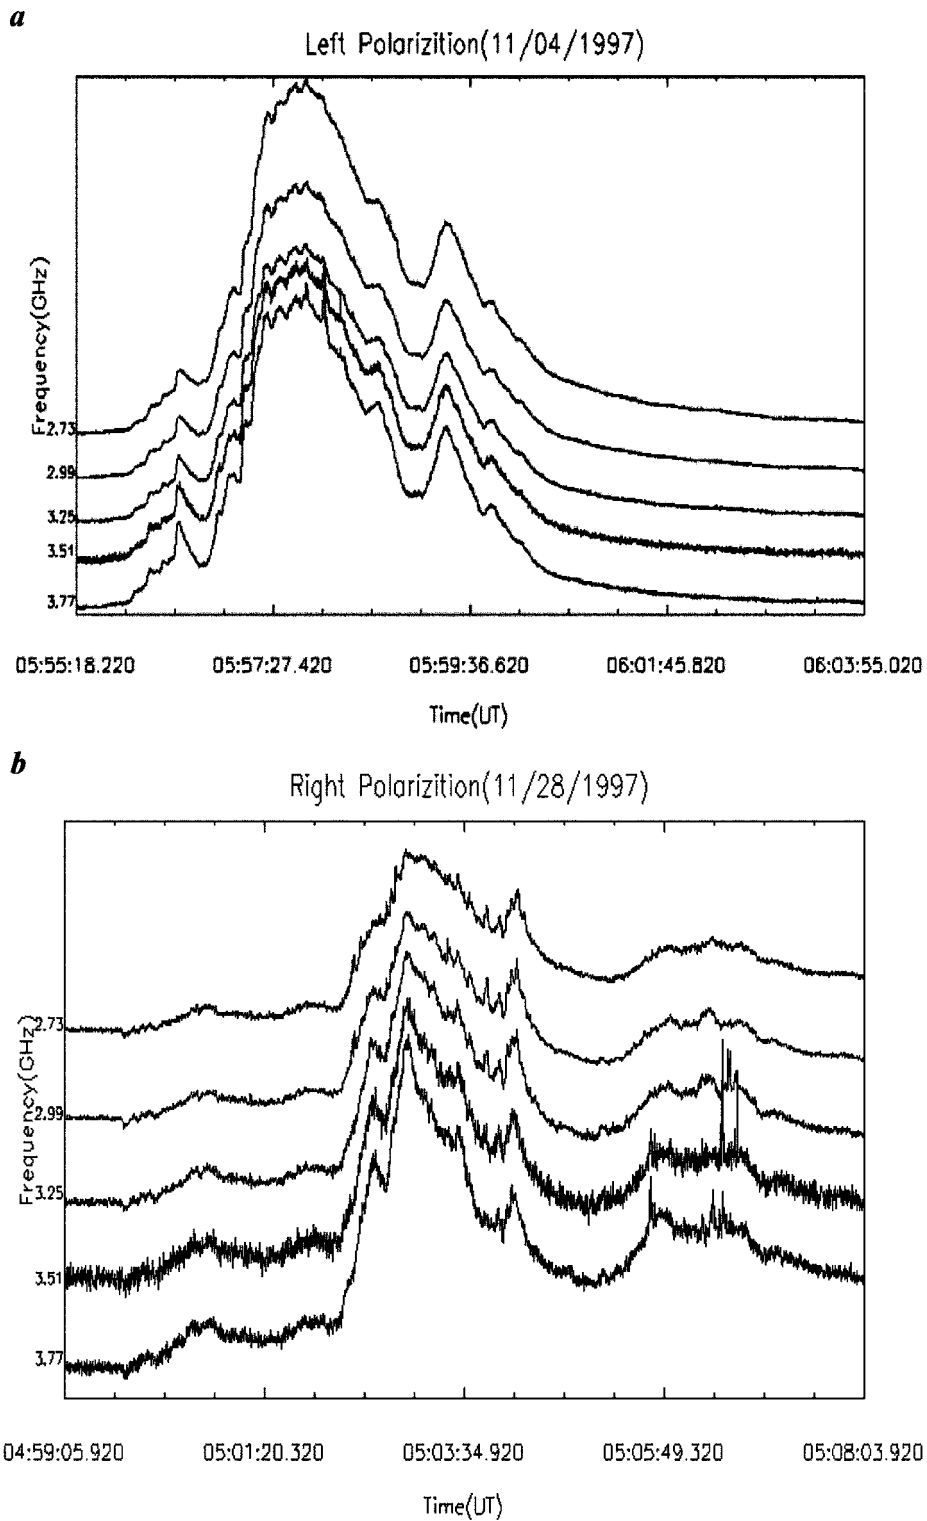 a
Left Polarizition(11/04/1997)
Frequency(GHz)
2.73
2.99
3.25
3.51
3.77
05:55:18.220 05:57:27.420 05:59:36.620 06:01:45.820 06:03:55.020
Time(UT)
b
Right Polarizition(11/28/1997)
Frequency(GHz)
2.73
2.99
3.25
3.51
3.77
04:59:05.920 05:01:20.320 05:03:34.920 05:05:49.320 05:08:03.920
Time(UT)